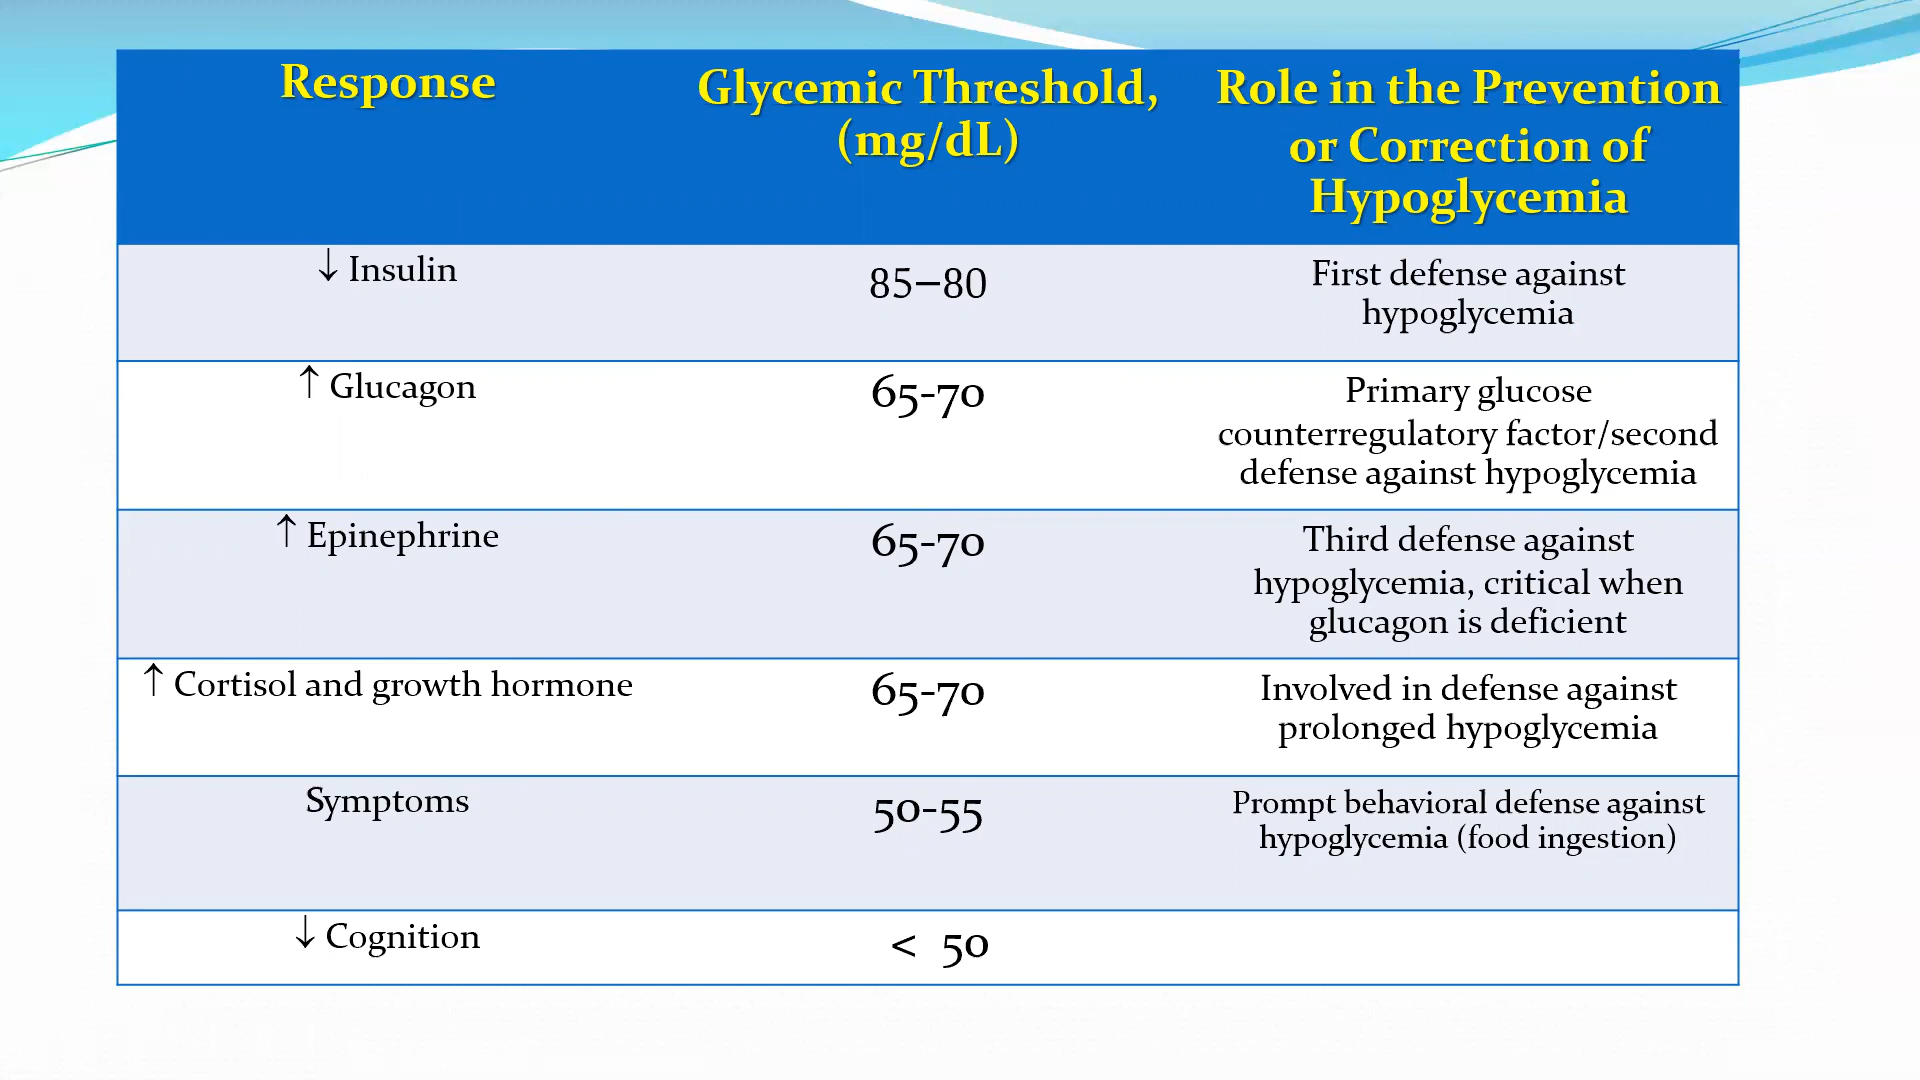 Response
Glycemic Threshold,
(mg/dL)
Role in the Prevention
or Correction of
Hypoglycemia
↓ Insulin
85–80
First defense against
hypoglycemia
↑ Glucagon
65-70
Primary glucose
counterregulatory factor/second
defense against hypoglycemia
↑ Epinephrine
65-70
Third defense against
hypoglycemia, critical when
glucagon is deficient
↑ Cortisol and growth hormone
65-70
Involved in defense against
prolonged hypoglycemia
Symptoms
50-55
Prompt behavioral defense against
hypoglycemia (food ingestion)
↓ Cognition
< 50